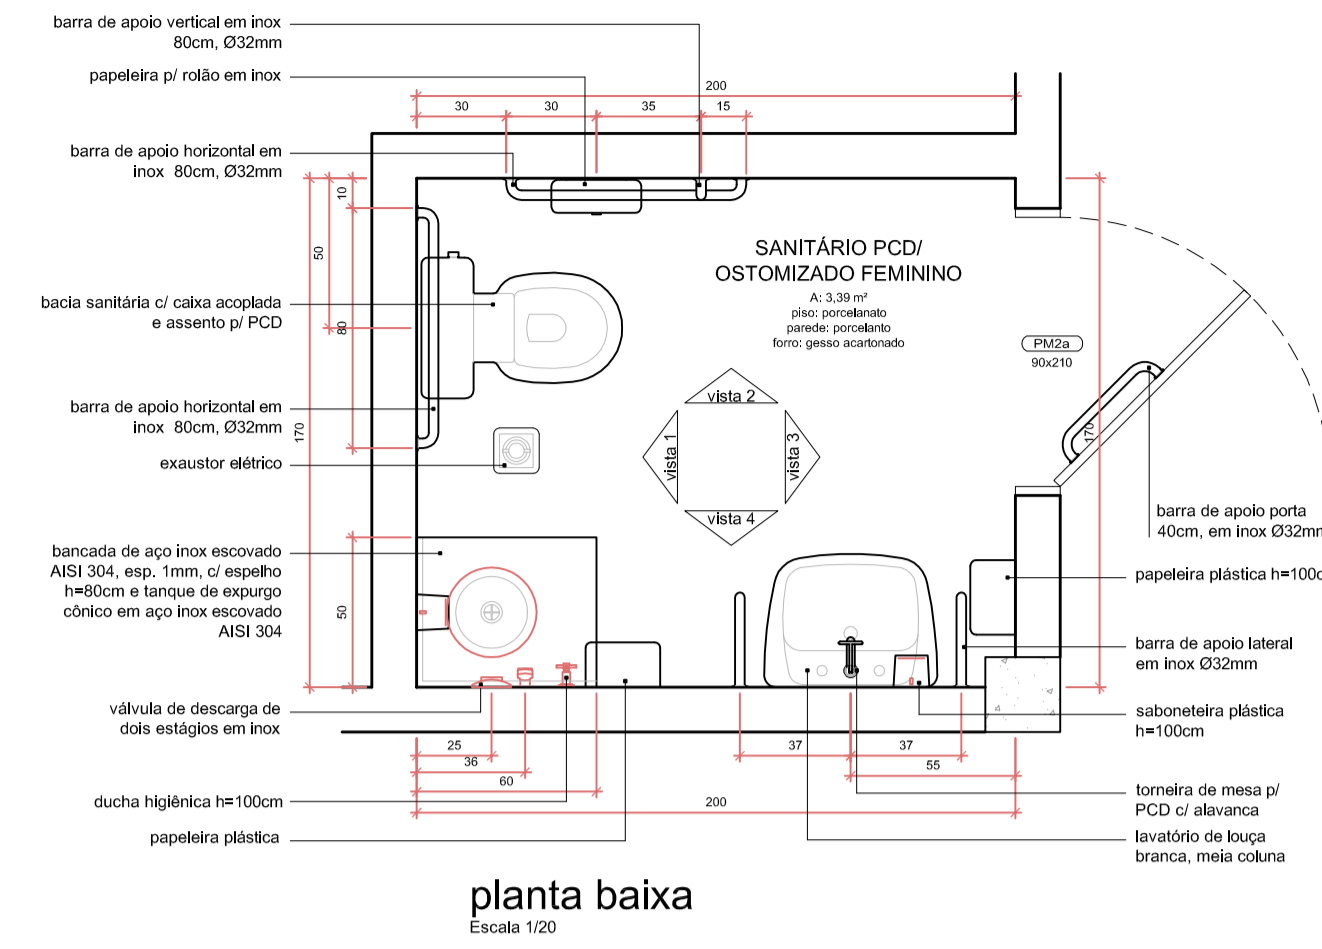 barra de apoio vertical em inox
80cm, Ø32mm
papeleira p/ rolão em inox
barra de apoio horizontal em
inox 80cm, Ø32mm
bacia sanitária c/ caixa acoplada
e assento p/ PCD
barra de apoio horizontal em
inox 80cm, Ø32mm
exaustor elétrico
bancada de aço inox escovado
AISI 304, esp. 1mm, c/ espelho
h=80cm e tanque de expurgo
cônico em aço inox escovado
AISI 304
válvula de descarga de
dois estágios em inox
ducha higiênica h=100cm
papeleira plástica
200
30
30
35
15
10
50
80
170
50
SANITÁRIO PCD/
OSTOMIZADO FEMININO
A: 3,39 m²
piso: porcelanato
parede: porcelanto
forro: gesso acartonado
PM2a
90x210
vista 2
vista 1
vista 3
vista 4
170
barra de apoio porta
40cm, em inox Ø32mm
papeleira plástica h=100c
barra de apoio lateral
em inox Ø32mm
saboneteira plástica
h=100cm
torneira de mesa p/
PCD c/ alavanca
lavatório de louça
branca, meia coluna
25
36
60
37
37
55
200
planta baixa
Escala 1/20